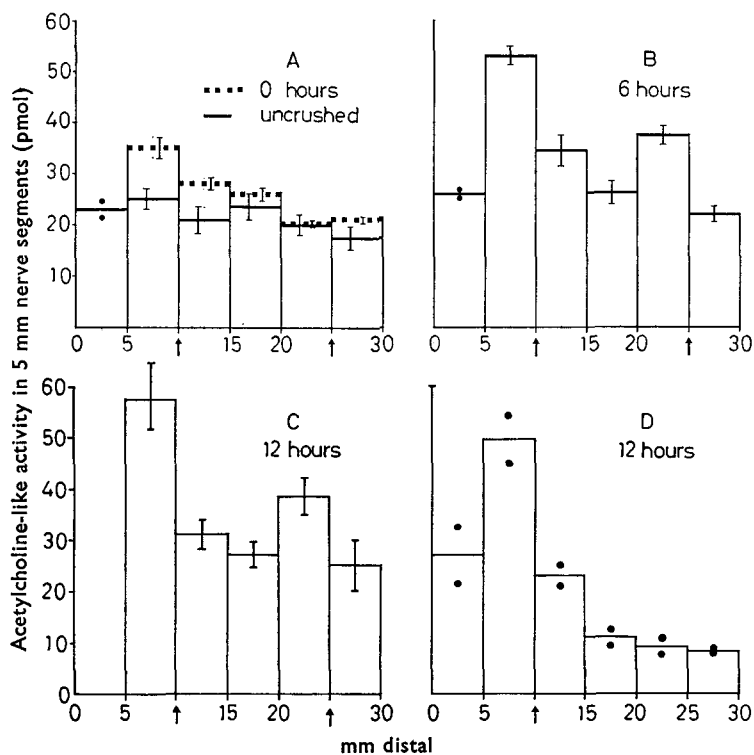 Acetylcholine-like activity in 5 mm nerve segments (pmol)
60
50
40
30
20
10
0
A
0 hours
uncrushed
0 5 ↑ 15 20 ↑ 30
B
6 hours
0 5 ↑ 15 20 ↑ 30
60
50
40
30
20
10
0
C
12 hours
5 ↑ 15 20 ↑ 30
D
12 hours
0 5 ↑ 15 20 25 30
mm distal